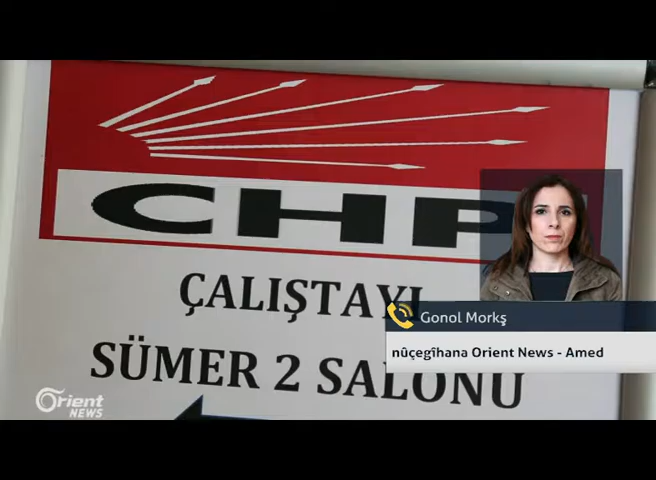 CHP
ÇALIŞTAYI
SÜMER 2 SALONU
Gonol Morkş
nûçegîhana Orient News - Amed
Orient
NEWS